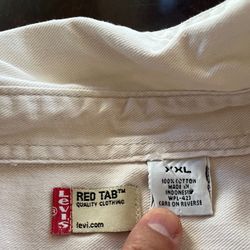 LEVI'S
RED TAB™
QUALITY CLOTHING
levi.com
XXL
100% COTTON
MADE IN
INDONESIA
WPL-423
CARE ON REVERSE